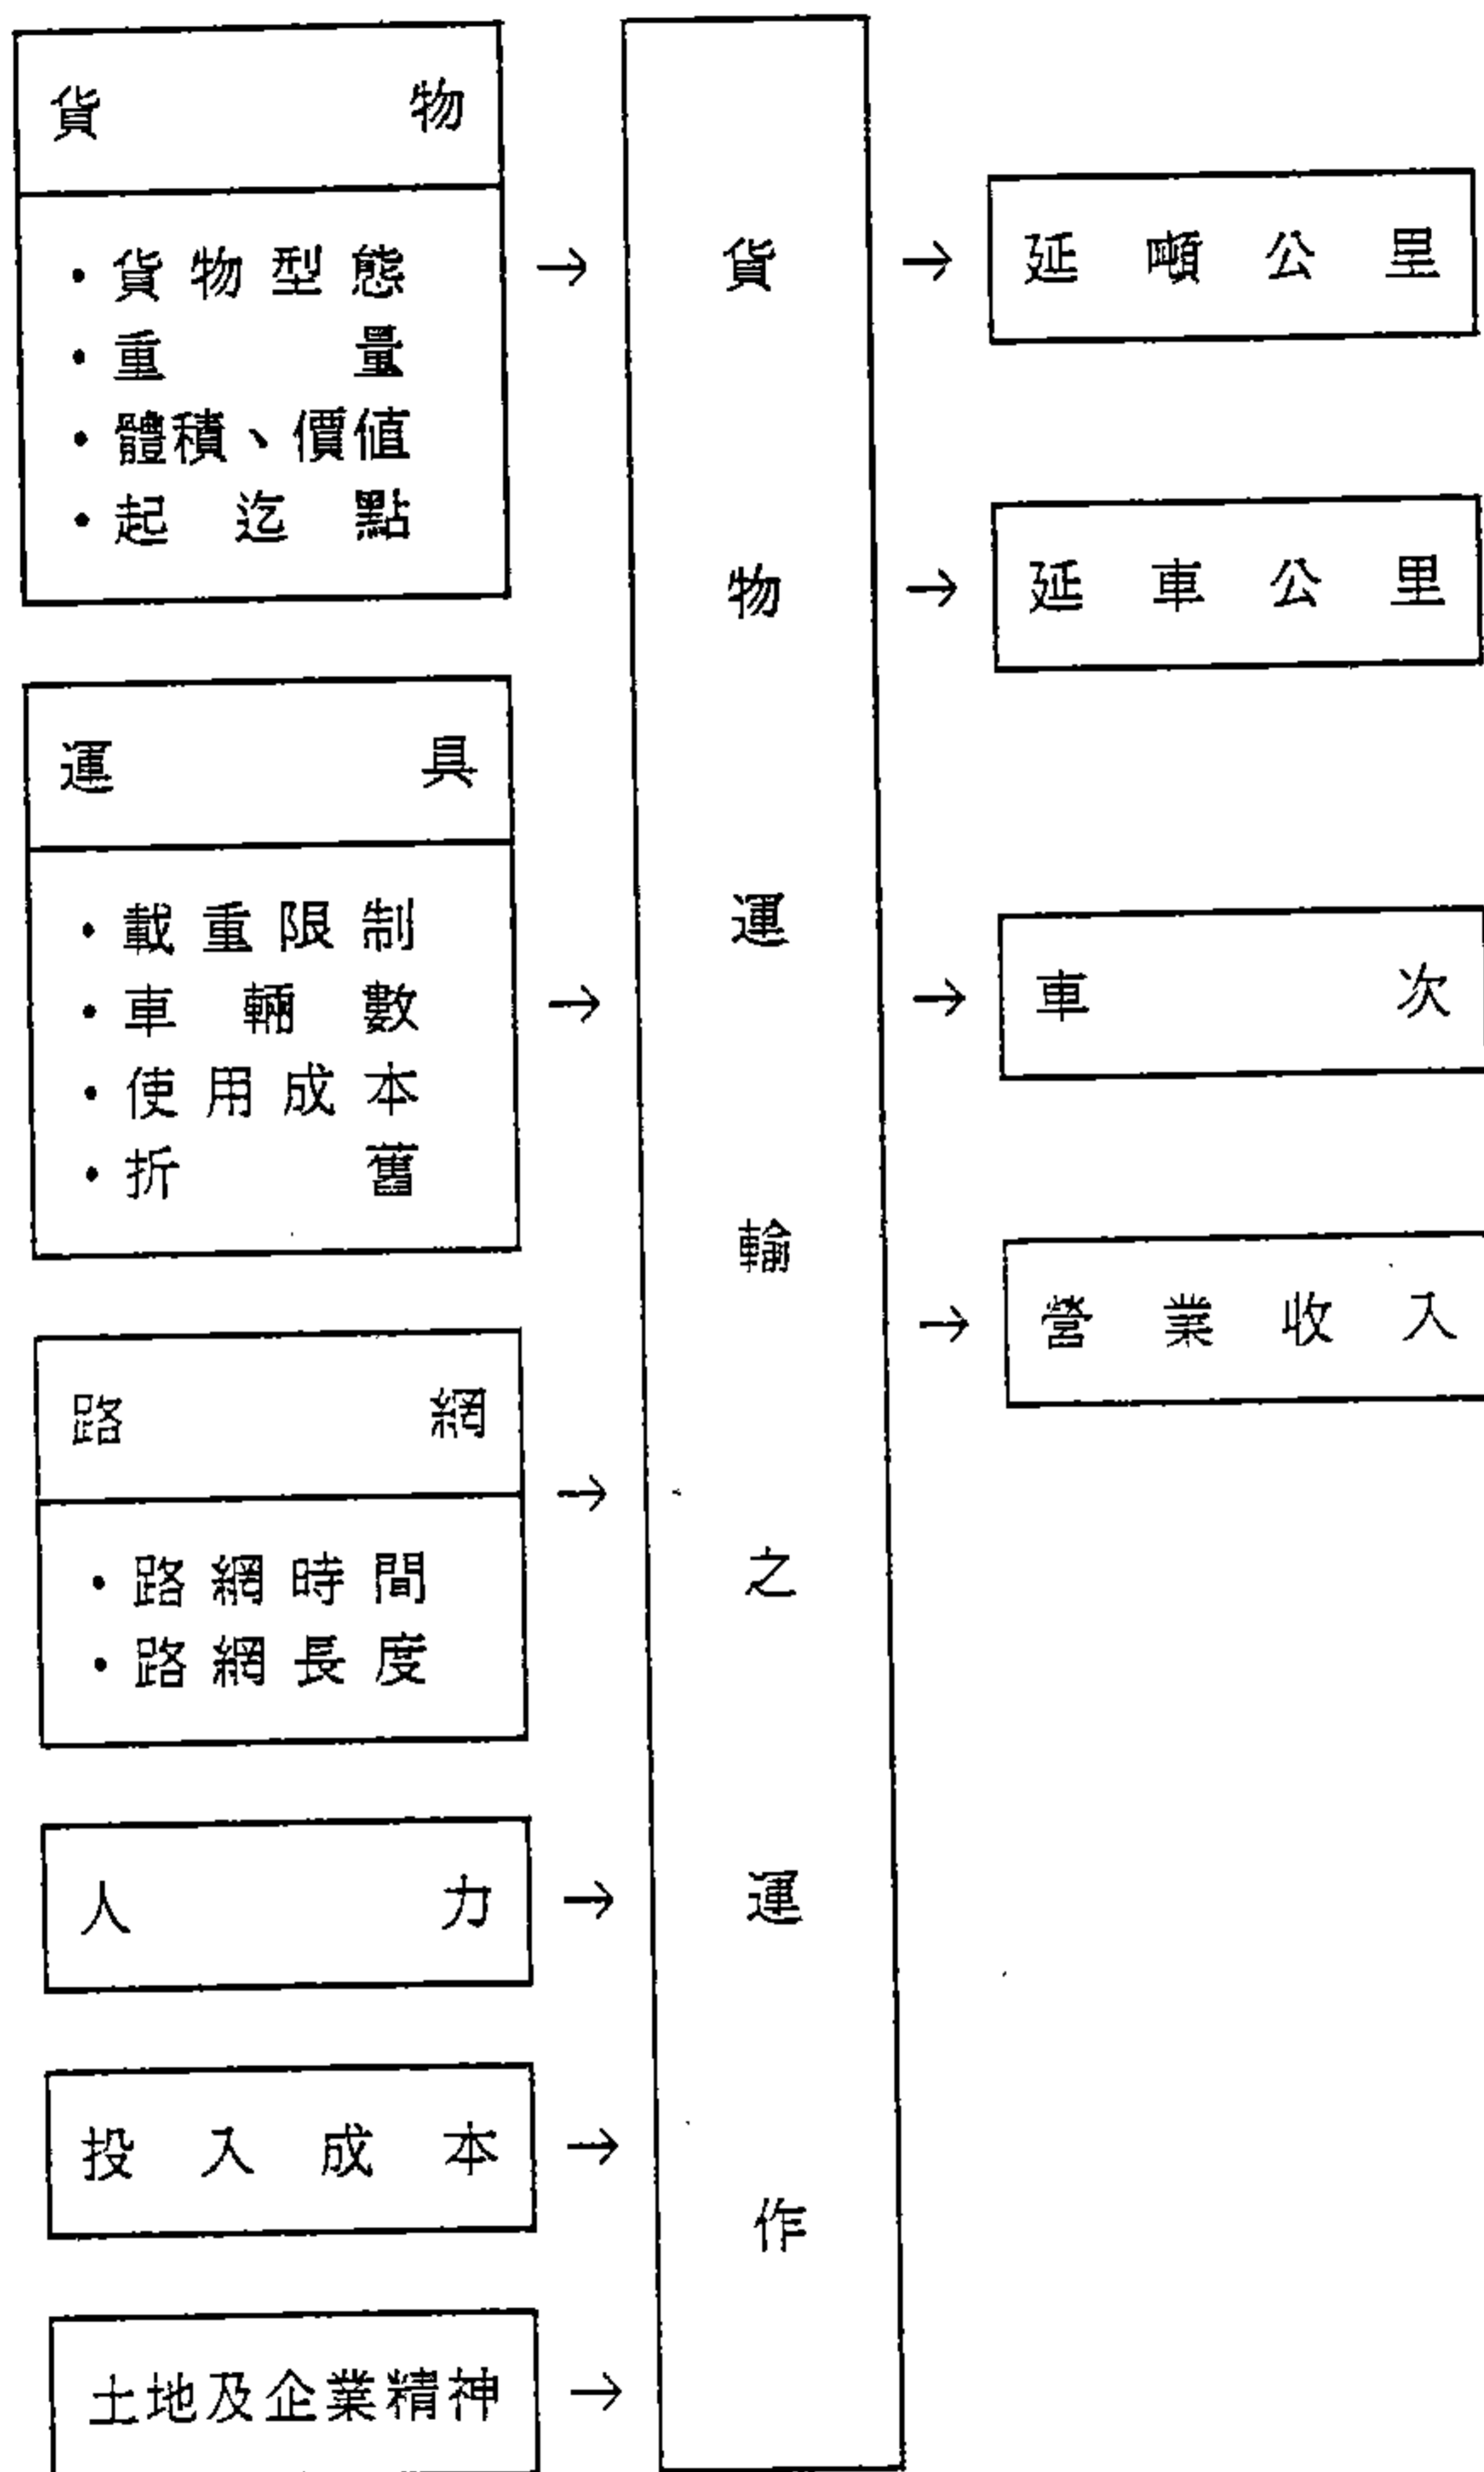 貨物
・貨物型態
・重量
・體積、價值
・起迄點
運具
・載重限制
・車輛數
・使用成本
・折舊
路網
・路網時間
・路網長度
人力
投入成本
土地及企業精神
貨物運輸之運作
延噸公里
延車公里
車次
營業收入